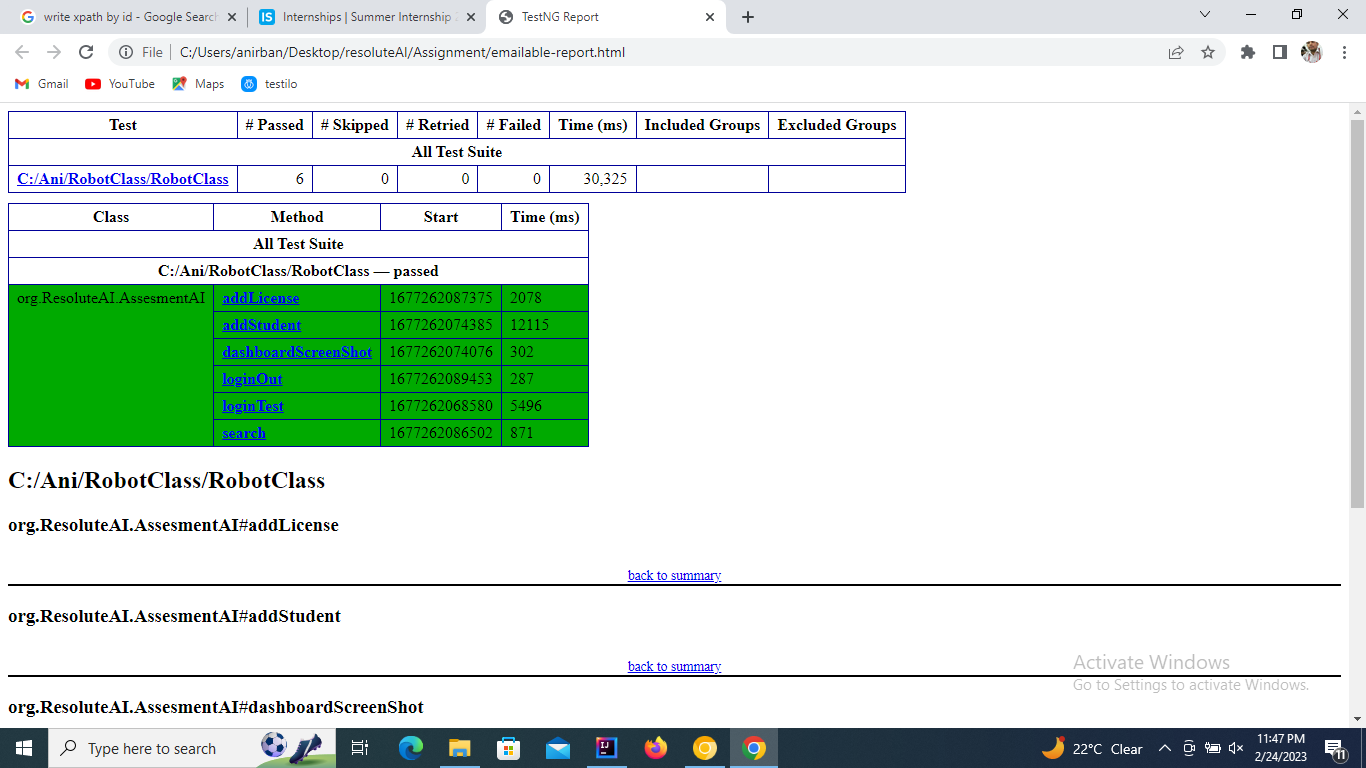 write xpath by id - Google Search
Internships | Summer Internship 2
TestNG Report
File
C:/Users/anirban/Desktop/resoluteAI/Assignment/emailable-report.html
Gmail YouTube Maps testilo
Test # Passed # Skipped # Retried # Failed Time (ms) Included Groups Excluded Groups
All Test Suite
C:/Ani/RobotClass/RobotClass 6 0 0 0 30,325
Class Method Start Time (ms)
All Test Suite
C:/Ani/RobotClass/RobotClass — passed
org.ResoluteAI.AssesmentAI addLicense 1677262087375 2078
addStudent 1677262074385 12115
dashboardScreenShot 1677262074076 302
loginOut 1677262089453 287
loginTest 1677262068580 5496
search 1677262086502 871
C:/Ani/RobotClass/RobotClass
org.ResoluteAI.AssesmentAI#addLicense
back to summary
org.ResoluteAI.AssesmentAI#addStudent
back to summary
org.ResoluteAI.AssesmentAI#dashboardScreenShot
Activate Windows
Go to Settings to activate Windows.
Type here to search
22°C Clear
11:47 PM
2/24/2023
11